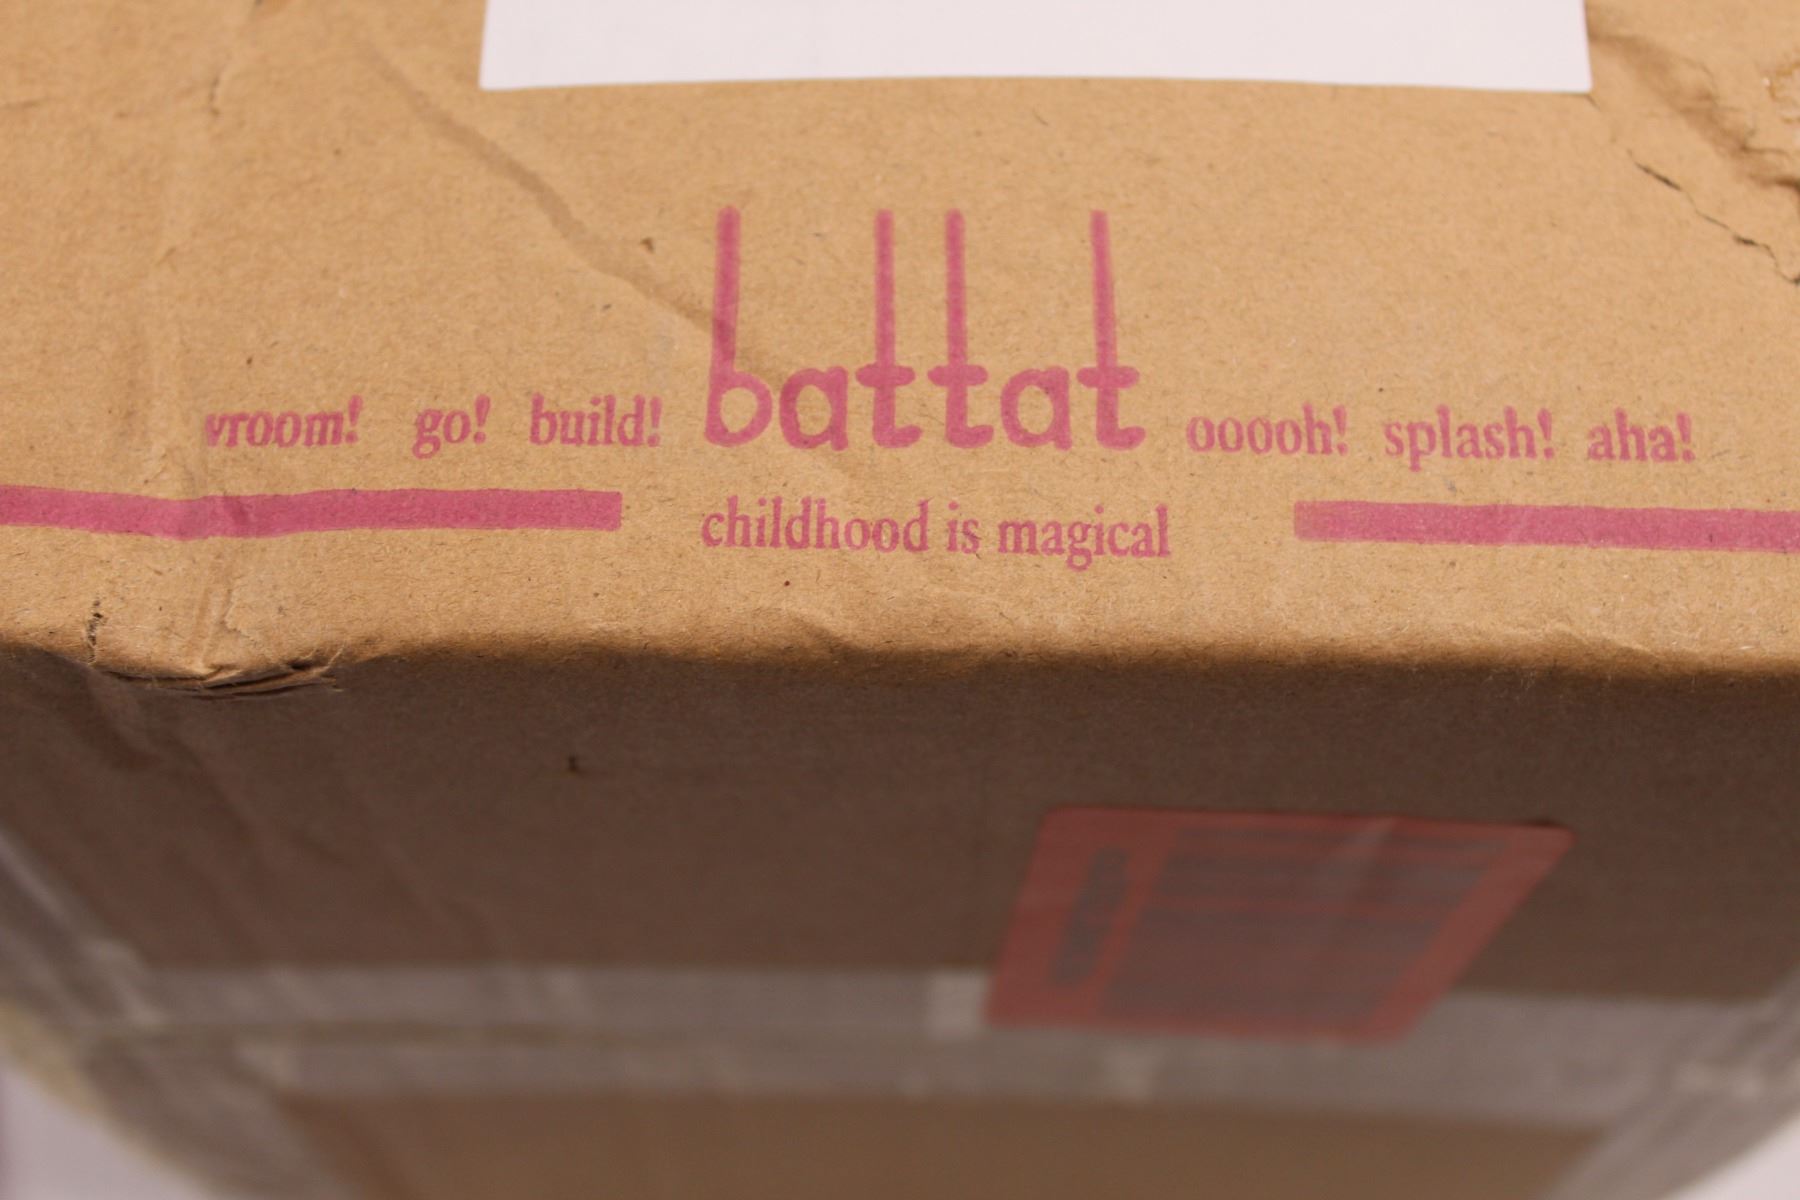 vroom! go! build! battat ooooh! splash! aha!
childhood is magical